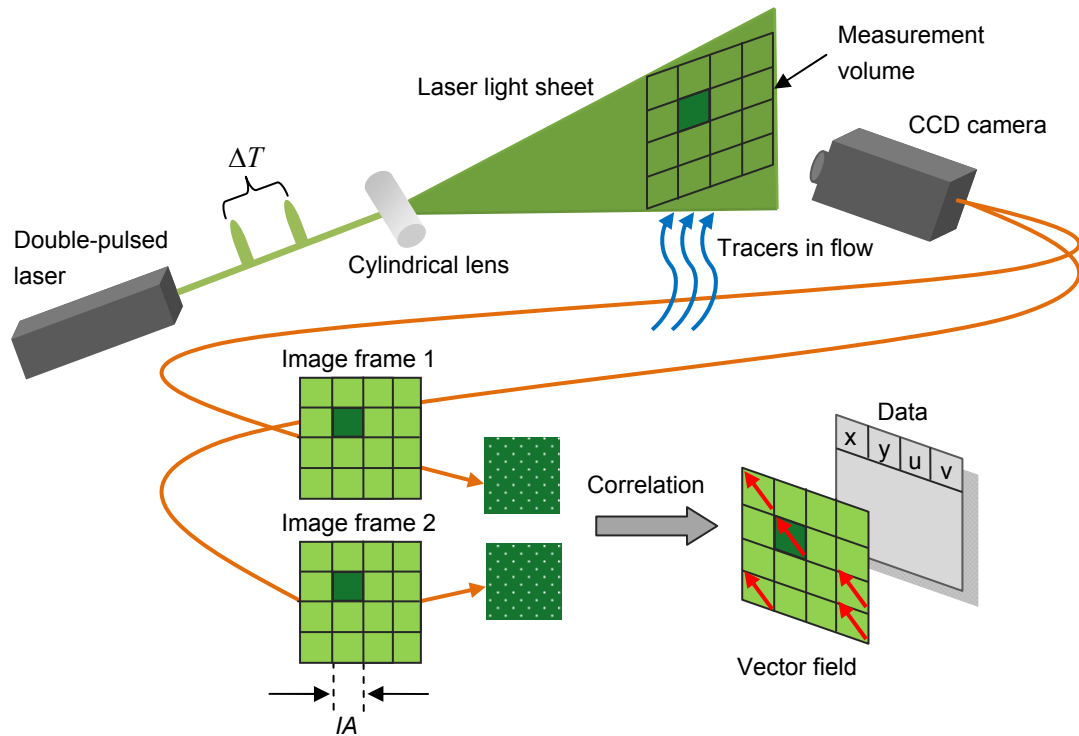 Measurement
volume
Laser light sheet
CCD camera
ΔT
Double-pulsed
laser
Cylindrical lens
Tracers in flow
Image frame 1
Data
x y u v
Correlation
Image frame 2
Vector field
IA